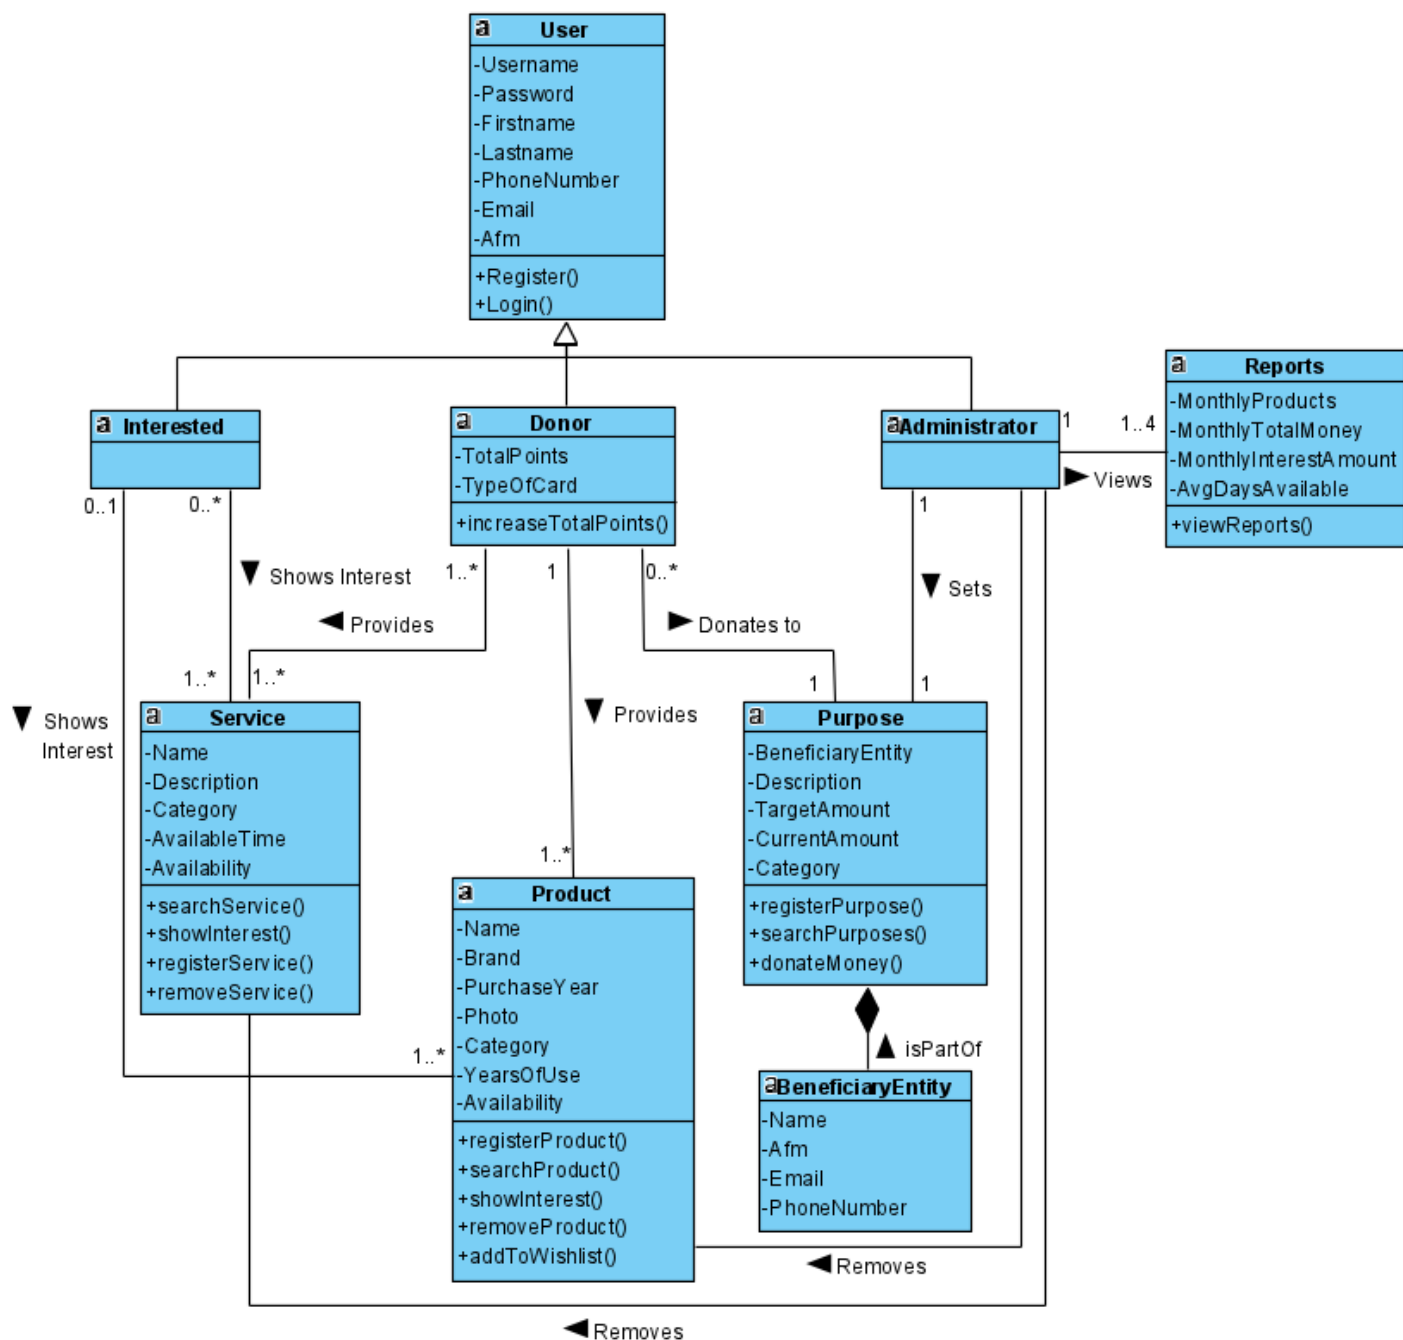 a User
-Username
-Password
-Firstname
-Lastname
-PhoneNumber
-Email
-Afm
+Register()
+Login()
a Interested
a Donor
-TotalPoints
-TypeOfCard
+increaseTotalPoints()
a Administrator
a Reports
-MonthlyProducts
-MonthlyTotalMoney
-MonthlyInterestAmount
-AvgDaysAvailable
+viewReports()
1
1..4
Views
0..1
0..*
Shows Interest
1..*
1
0..*
1
Provides
Donates to
Sets
1..*
1..*
1
1
Shows
Interest
Provides
a Service
-Name
-Description
-Category
-AvailableTime
-Availability
+searchService()
+showInterest()
+registerService()
+removeService()
a Purpose
-BeneficiaryEntity
-Description
-TargetAmount
-CurrentAmount
-Category
+registerPurpose()
+searchPurposes()
+donateMoney()
1..*
a Product
-Name
-Brand
-PurchaseYear
-Photo
-Category
-YearsOfUse
-Availability
+registerProduct()
+searchProduct()
+showInterest()
+removeProduct()
+addToWishlist()
1..*
isPartOf
a BeneficiaryEntity
-Name
-Afm
-Email
-PhoneNumber
Removes
Removes